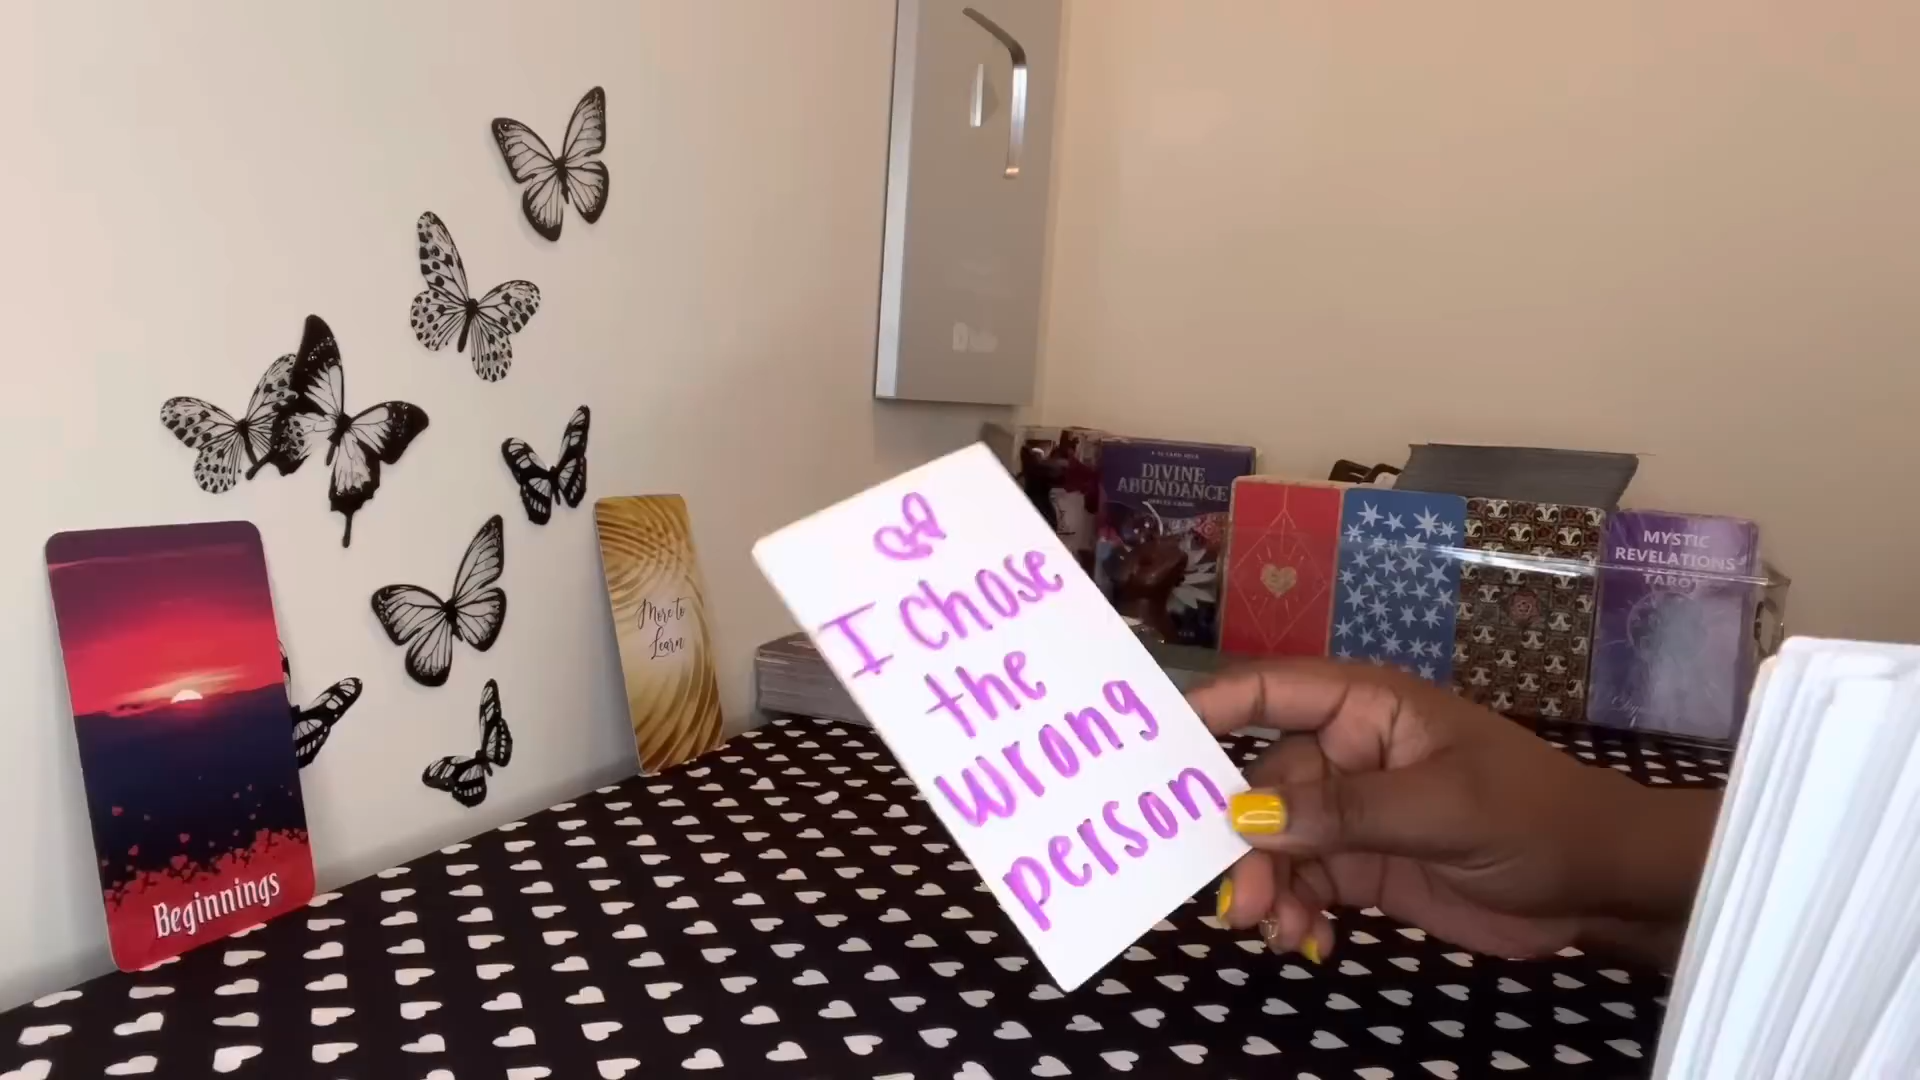 I chose
the
wrong
person
Beginnings
More to
Learn
DIVINE
ABUNDANCE
MYSTIC
REVELATIONS
TAROT